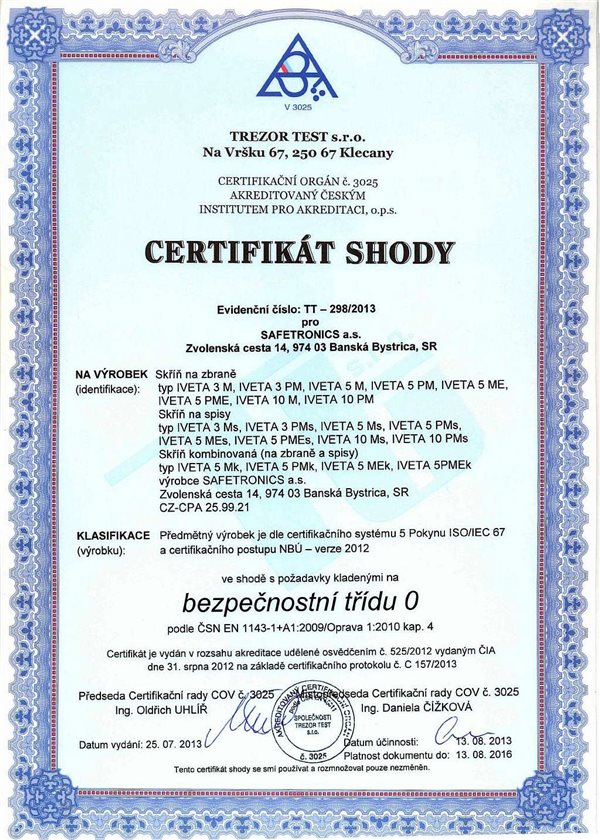 V 3025
TREZOR TEST s.r.o.
Na Vršku 67, 250 67 Klecany
CERTIFIKAČNÍ ORGÁN č. 3025
AKREDITOVANÝ ČESKÝM
INSTITUTEM PRO AKREDITACI, o.p.s.
CERTIFIKÁT SHODY
Evidenční číslo: TT – 298/2013
pro
SAFETRONICS a.s.
Zvolenská cesta 14, 974 03 Banská Bystrica, SR
NA VÝROBEK Skříň na zbraně
(identifikace): typ IVETA 3 M, IVETA 3 PM, IVETA 5 M, IVETA 5 PM, IVETA 5 ME,
IVETA 5 PME, IVETA 10 M, IVETA 10 PM
Skříň na spisy
typ IVETA 3 Ms, IVETA 3 PMs, IVETA 5 Ms, IVETA 5 PMs,
IVETA 5 MEs, IVETA 5 PMEs, IVETA 10 Ms, IVETA 10 PMs
Skříň kombinovaná (na zbraně a spisy)
typ IVETA 5 Mk, IVETA 5 PMk, IVETA 5 MEk, IVETA 5PMEk
výrobce SAFETRONICS a.s.
Zvolenská cesta 14, 974 03 Banská Bystrica, SR
CZ-CPA 25.99.21
KLASIFIKACE Předmětný výrobek je dle certifikačního systému 5 Pokynu ISO/IEC 67
(výrobku): a certifikačního postupu NBÚ – verze 2012
ve shodě s požadavky kladenými na
bezpečnostní třídu 0
podle ČSN EN 1143-1+A1:2009/Oprava 1:2010 kap. 4
Certifikát je vydán v rozsahu akreditace udělené osvědčením č. 525/2012 vydaným ČIA
dne 31. srpna 2012 na základě certifikačního protokolu č. C 157/2013
Předseda Certifikační rady COV č. 3025 Místopředseda Certifikační rady COV č. 3025
Ing. Oldřich UHLÍŘ Ing. Daniela ČÍŽKOVÁ
AKREDITOVANÝ CERTIFIKAČNÍ ORGÁN
SPOLEČNOSTI
TREZOR TEST
s.r.o.
č. 3025
Datum vydání: 25. 07. 2013 Datum účinnosti: 13. 08. 2013
Platnost dokumentu do: 13. 08. 2016
Tento certifikát shody se smí používat a rozmnožovat pouze nezměněn.